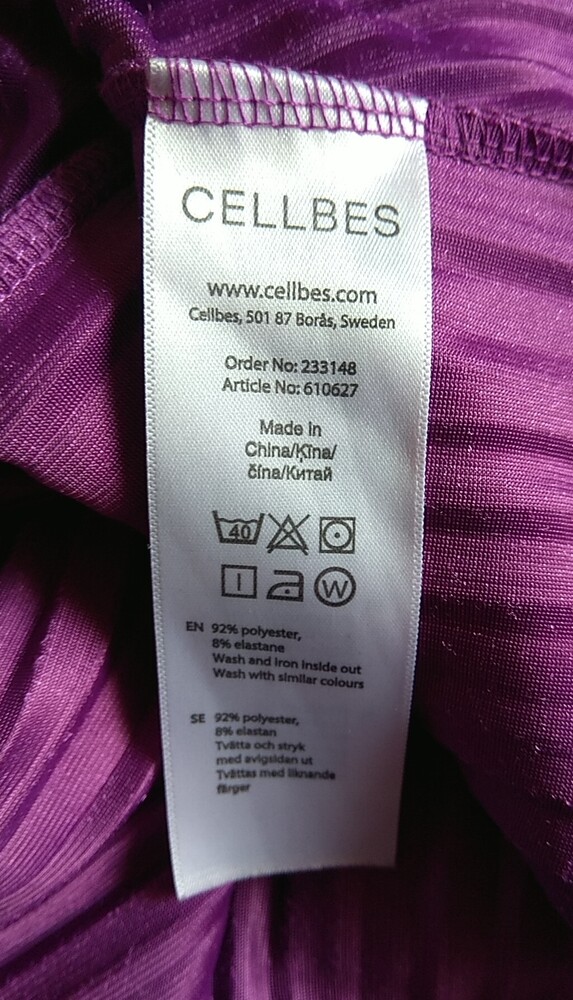 CELLBES
www.cellbes.com
Cellbes, 501 87 Borås, Sweden
Order No: 233148
Article No: 610627
Made in
China/Ķīna/
čína/Китай
40
W
EN 92% polyester,
8% elastane
Wash and iron inside out
Wash with similar colours
SE 92% polyester,
8% elastan
Tvätta och stryk
med avigsidan ut
Tvättas med liknande
färger